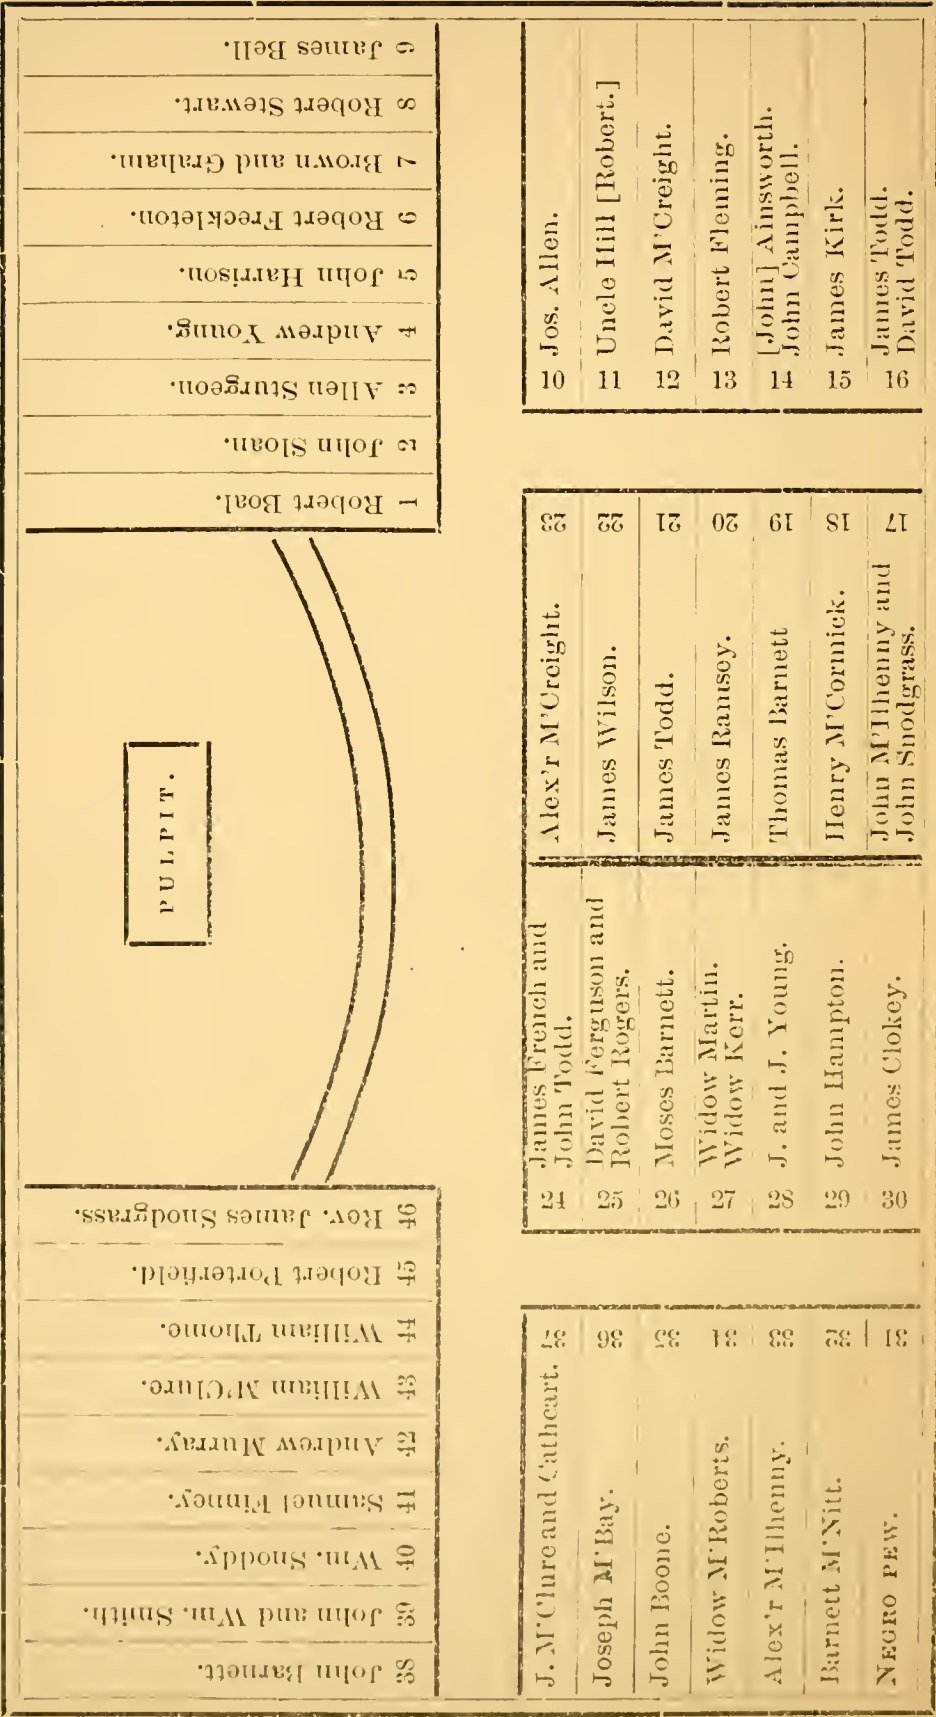 1 Robert Boal.
2 John Sloan.
3 Allen Sturgeon.
4 Andrew Young.
5 John Harrison.
6 Robert Freckleton.
7 Brown and Graham.
8 Robert Stewart.
9 James Bell.
10 Jos. Allen.
11 Uncle Hill [Robert.]
12 David M'Creight.
13 Robert Fleming.
14 [John] Ainsworth.
John Campbell.
15 James Kirk.
16 James Todd.
David Todd.
17 John M'Ilhenny and
John Snodgrass.
18 Henry M'Cormick.
19 Thomas Barnett
20 James Ramsey.
21 James Todd.
22 James Wilson.
23 Alex'r M'Creight.
PULPIT.
24 James French and
John Todd.
25 David Ferguson and
Robert Rogers.
26 Moses Barnett.
27 Widow Martin.
Widow Kerr.
28 J. and J. Young.
29 John Hampton.
30 James Clokey.
31 NEGRO PEW.
32 Barnett M'Nitt.
33 Alex'r M'Ilhenny.
34 Widow M'Roberts.
35 John Boone.
36 Joseph M'Bay.
37 J. M'Clure and Cathcart.
38 John Barnett.
39 John and Wm. Smith.
40 Wm. Snoddy.
41 Samuel Finney.
42 Andrew Murray.
43 William M'Clure.
44 William Thome.
45 Robert Porterfield.
46 Rev. James Snodgrass.